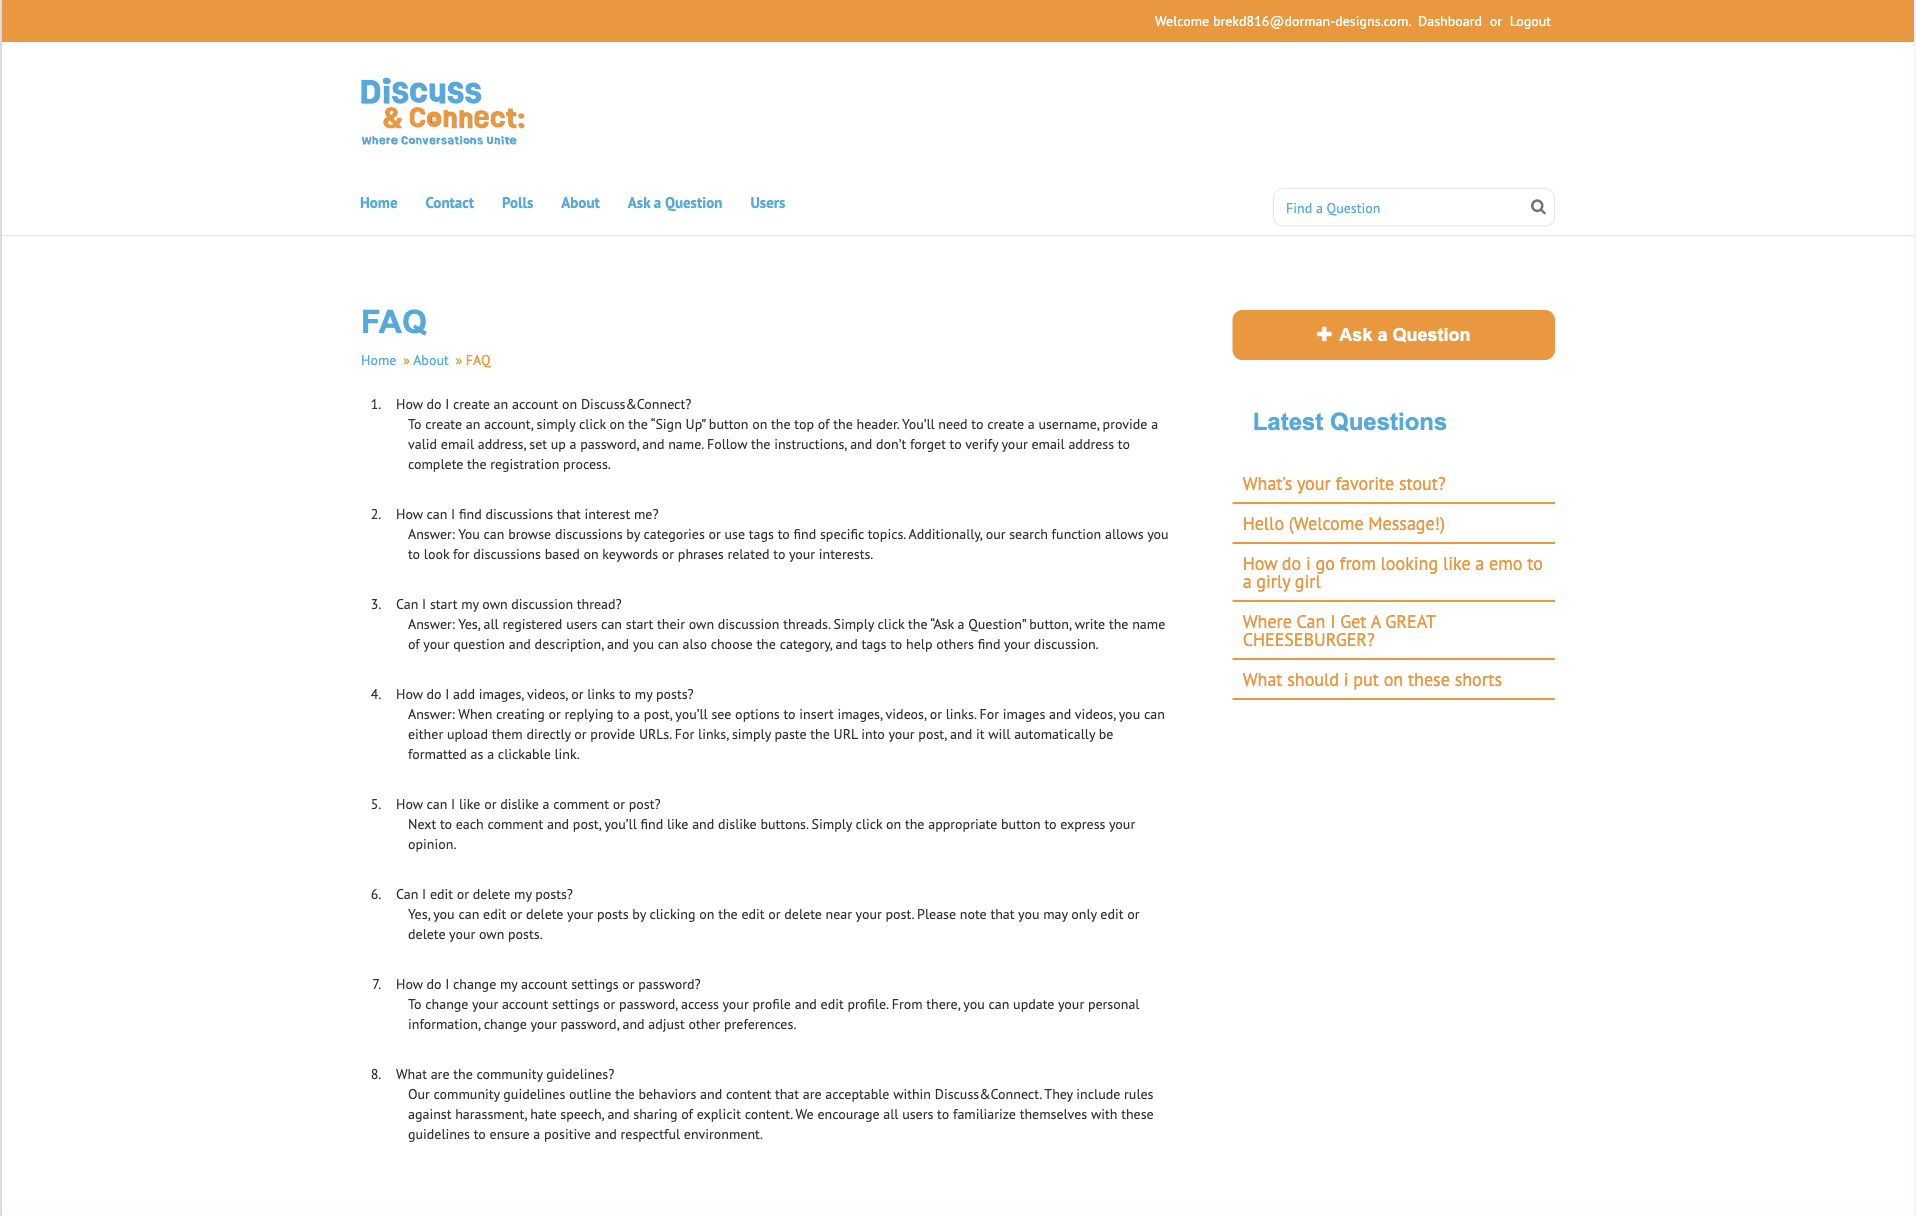 Welcome brekd816@dorman-designs.com. Dashboard or Logout
Discuss
& Connect:
Where Conversations Unite
Home Contact Polls About Ask a Question Users
Find a Question
FAQ
Home » About » FAQ
1. How do I create an account on Discuss&Connect?
To create an account, simply click on the “Sign Up” button on the top of the header. You’ll need to create a username, provide a
valid email address, set up a password, and name. Follow the instructions, and don’t forget to verify your email address to
complete the registration process.
2. How can I find discussions that interest me?
Answer: You can browse discussions by categories or use tags to find specific topics. Additionally, our search function allows you
to look for discussions based on keywords or phrases related to your interests.
3. Can I start my own discussion thread?
Answer: Yes, all registered users can start their own discussion threads. Simply click the “Ask a Question” button, write the name
of your question and description, and you can also choose the category, and tags to help others find your discussion.
4. How do I add images, videos, or links to my posts?
Answer: When creating or replying to a post, you’ll see options to insert images, videos, or links. For images and videos, you can
either upload them directly or provide URLs. For links, simply paste the URL into your post, and it will automatically be
formatted as a clickable link.
5. How can I like or dislike a comment or post?
Next to each comment and post, you’ll find like and dislike buttons. Simply click on the appropriate button to express your
opinion.
6. Can I edit or delete my posts?
Yes, you can edit or delete your posts by clicking on the edit or delete near your post. Please note that you may only edit or
delete your own posts.
7. How do I change my account settings or password?
To change your account settings or password, access your profile and edit profile. From there, you can update your personal
information, change your password, and adjust other preferences.
8. What are the community guidelines?
Our community guidelines outline the behaviors and content that are acceptable within Discuss&Connect. They include rules
against harassment, hate speech, and sharing of explicit content. We encourage all users to familiarize themselves with these
guidelines to ensure a positive and respectful environment.
Ask a Question
Latest Questions
What’s your favorite stout?
Hello (Welcome Message!)
How do i go from looking like a emo to
a girly girl
Where Can I Get A GREAT
CHEESEBURGER?
What should i put on these shorts